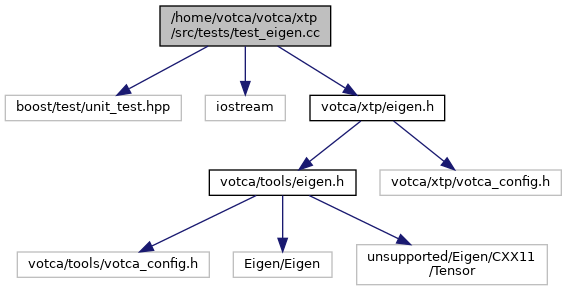 /home/votca/votca/xtp
/src/tests/test_eigen.cc
boost/test/unit_test.hpp
iostream
votca/xtp/eigen.h
votca/tools/eigen.h
votca/xtp/votca_config.h
votca/tools/votca_config.h
Eigen/Eigen
unsupported/Eigen/CXX11
/Tensor